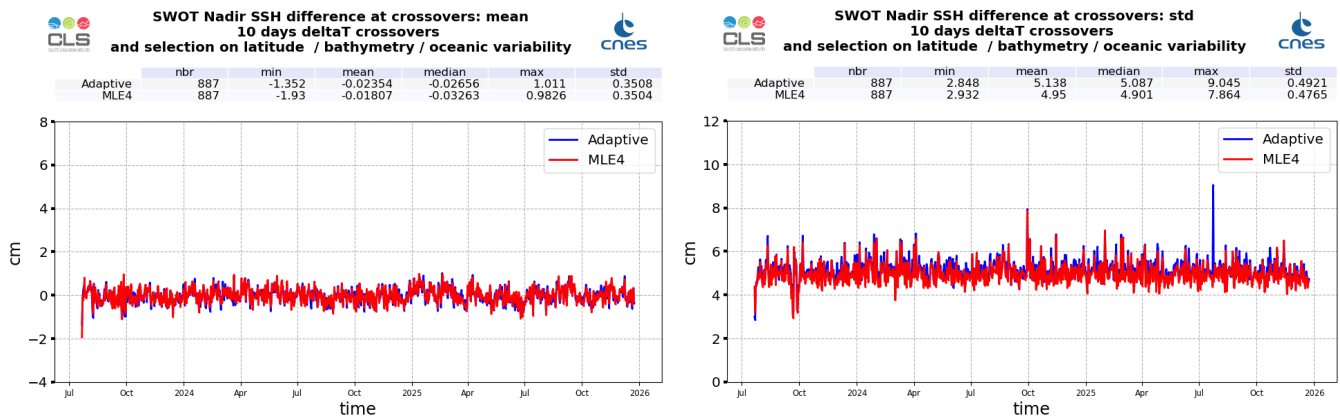 SWOT Nadir SSH difference at crossovers: mean
10 days deltaT crossovers
and selection on latitude / bathymetry / oceanic variability
CLS
cnes
nbr min mean median max std
Adaptive 887 -1.352 -0.02354 -0.02656 1.011 0.3508
MLE4 887 -1.93 -0.01807 -0.03263 0.9826 0.3504
8
6
4
2
0
−2
−4
cm
Adaptive
MLE4
Jul Oct 2024 Apr Jul Oct 2025 Apr Jul Oct 2026
time
SWOT Nadir SSH difference at crossovers: std
10 days deltaT crossovers
and selection on latitude / bathymetry / oceanic variability
CLS
cnes
nbr min mean median max std
Adaptive 887 2.848 5.138 5.087 9.045 0.4921
MLE4 887 2.932 4.95 4.901 7.864 0.4765
12
10
8
6
4
2
0
cm
Adaptive
MLE4
Jul Oct 2024 Apr Jul Oct 2025 Apr Jul Oct 2026
time